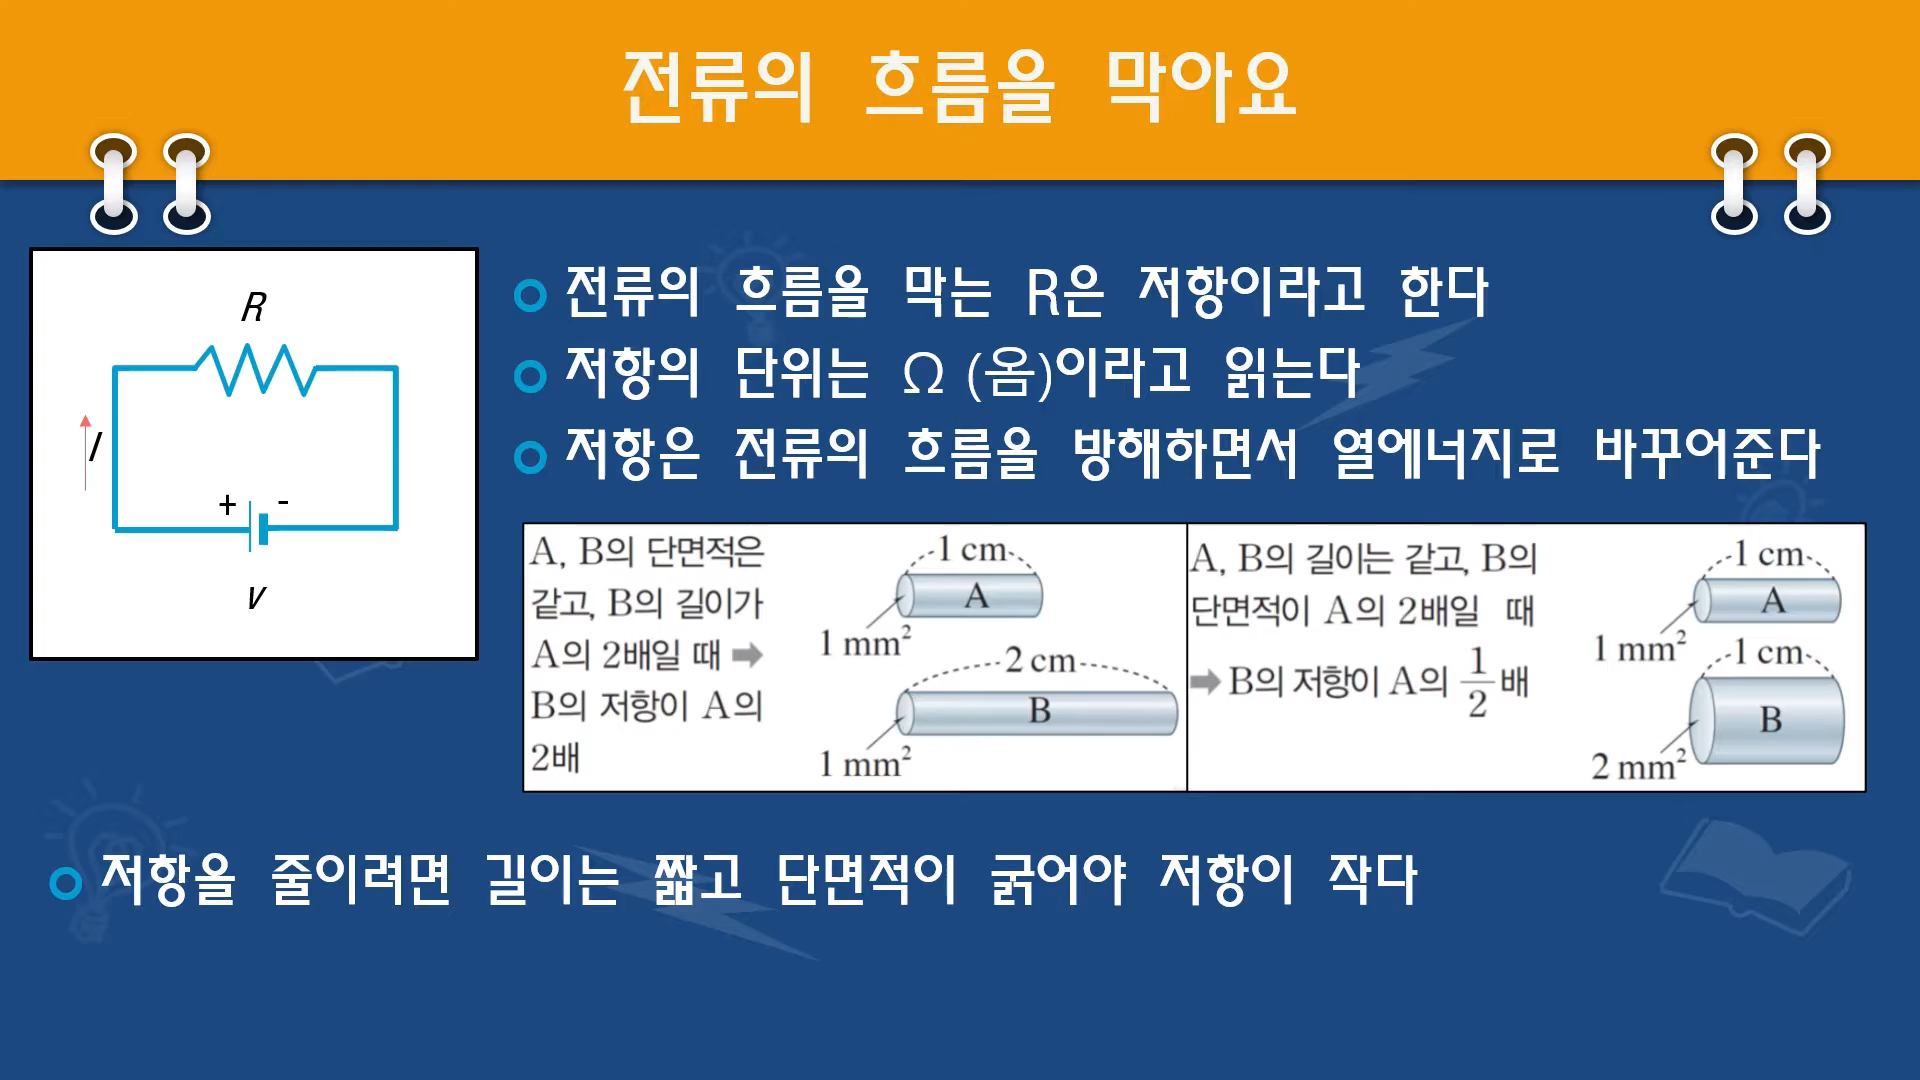 전류의 흐름을 막아요
R
I
+ -
V
전류의 흐름을 막는 R은 저항이라고 한다
저항의 단위는 Ω (옴)이라고 읽는다
저항은 전류의 흐름을 방해하면서 열에너지로 바꾸어준다
A, B의 단면적은
같고, B의 길이가
A의 2배일 때 ➡
B의 저항이 A의
2배
1 cm
A
1 mm²
2 cm
B
1 mm²
A, B의 길이는 같고, B의
단면적이 A의 2배일 때
➡ B의 저항이 A의 1/2 배
1 cm
A
1 mm²
1 cm
B
2 mm²
저항을 줄이려면 길이는 짧고 단면적이 굵어야 저항이 작다